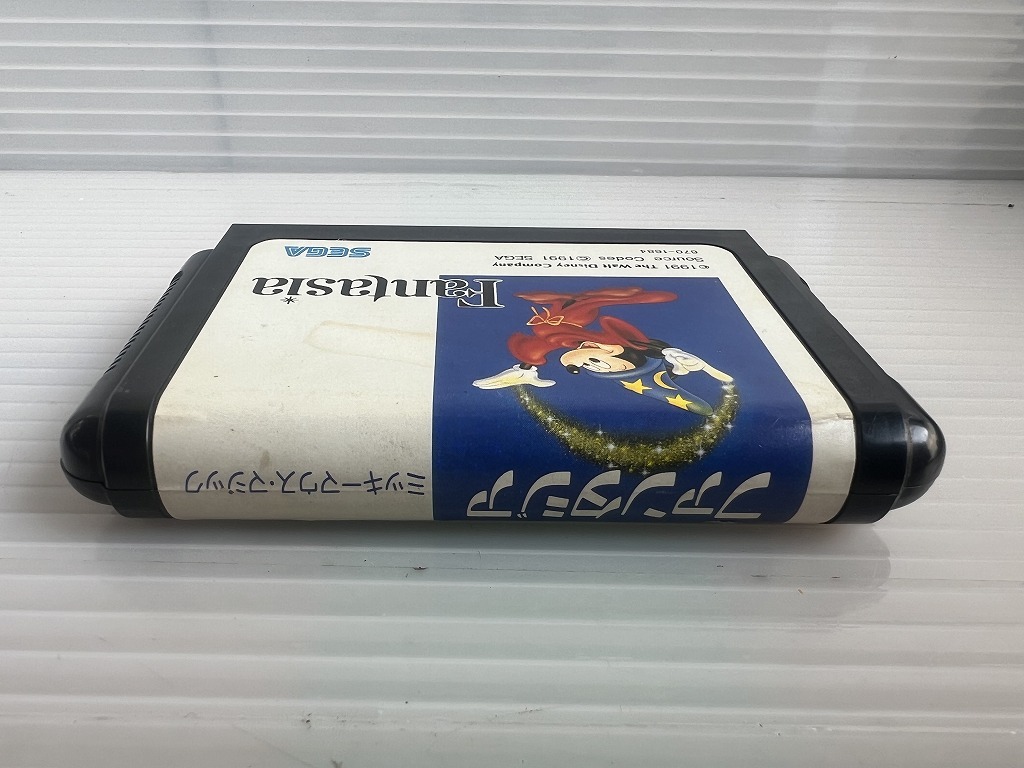 ファンタジア
ミッキーマウス・マジック
Fantasia*
©1991 The Walt Disney Company
Source Codes ©1991 SEGA
670-1684
SEGA